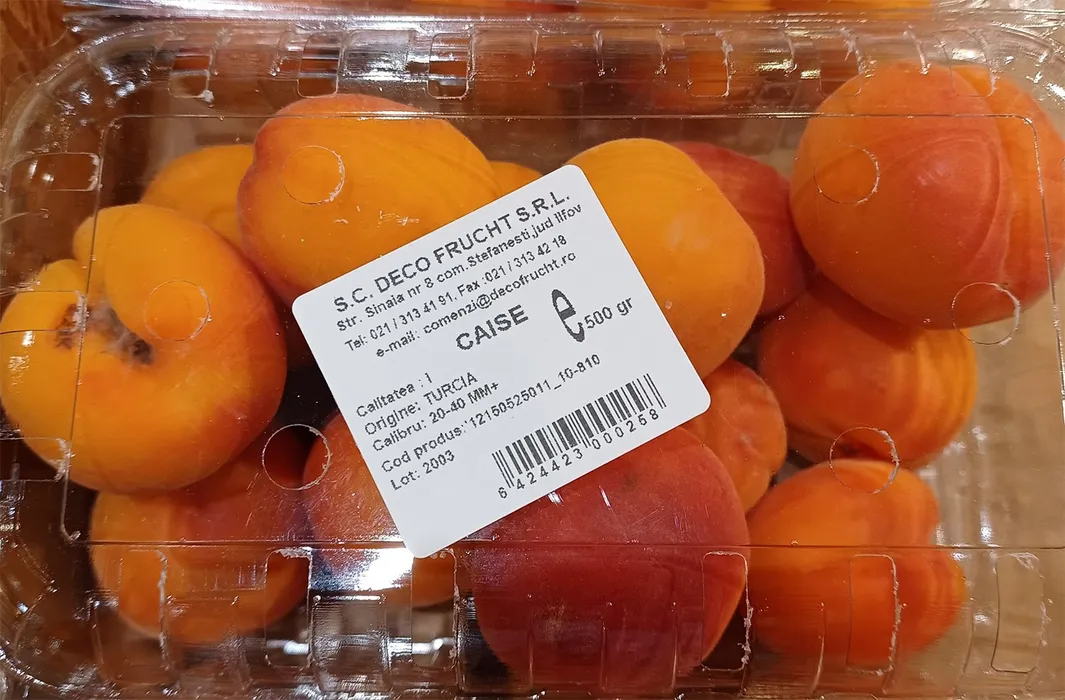 S.C. DECO FRUCHT S.R.L.
Str. Sinaia nr 8 com. Stefanesti,jud Ilfov
Tel: 021 / 313 41 91, Fax :021 / 313 42 18
e-mail: comenzi@decofrucht.ro
CAISE
e 500 gr
Calitatea : I
Origine: TURCIA
Calibru: 20-40 MM+
Cod produs:'12150525011_10-810
Lot: 2003
6 424423 000258